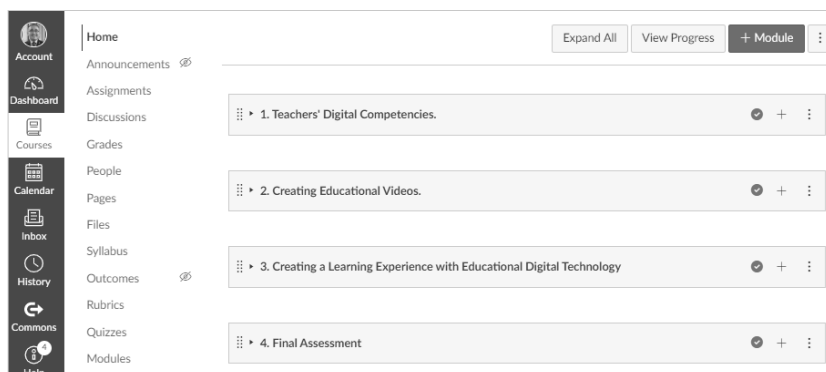 Account
Dashboard
Courses
Calendar
Inbox
History
Commons
4
Help
Home
Announcements
Assignments
Discussions
Grades
People
Pages
Files
Syllabus
Outcomes
Rubrics
Quizzes
Modules
Expand All View Progress + Module
1. Teachers' Digital Competencies.
2. Creating Educational Videos.
3. Creating a Learning Experience with Educational Digital Technology
4. Final Assessment